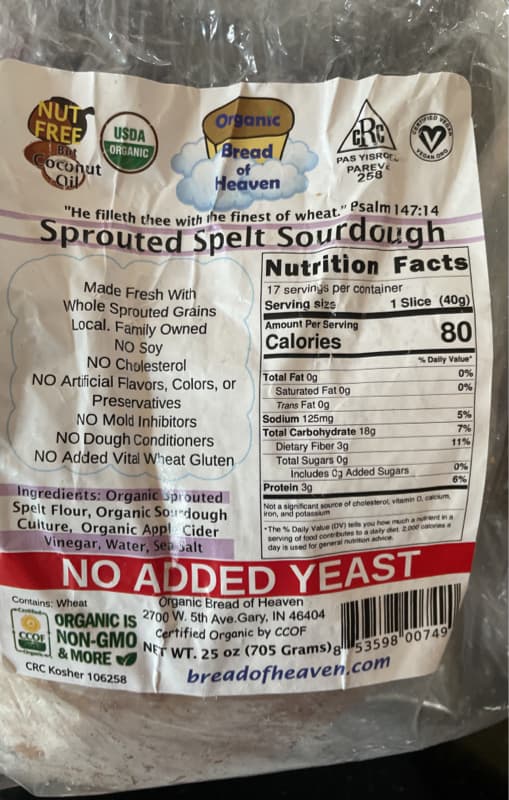 NUT
FREE
But
Coconut
Oil
USDA
ORGANIC
Organic
Bread
of
Heaven
cRc
PAS YISROEL
PAREVE
258
CERTIFIED VEGAN
VEGAN.ORG
"He filleth thee with the finest of wheat." Psalm 147:14
Sprouted Spelt Sourdough
Made Fresh With
Whole Sprouted Grains
Local. Family Owned
NO Soy
NO Cholesterol
NO Artificial Flavors, Colors, or
Preservatives
NO Mold Inhibitors
NO Dough Conditioners
NO Added Vital Wheat Gluten
Ingredients: Organic Sprouted
Spelt Flour, Organic Sourdough
Culture, Organic Apple Cider
Vinegar, Water, Sea Salt
Nutrition Facts
17 servings per container
Serving size 1 Slice (40g)
Amount Per Serving
Calories 80
% Daily Value*
Total Fat 0g 0%
Saturated Fat 0g 0%
Trans Fat 0g
Sodium 125mg 5%
Total Carbohydrate 18g 7%
Dietary Fiber 3g 11%
Total Sugars 0g
Includes 0g Added Sugars 0%
Protein 3g 6%
Not a significant source of cholesterol, vitamin D, calcium,
iron, and potassium
*The % Daily Value (DV) tells you how much a nutrient in a
serving of food contributes to a daily diet. 2,000 calories a
day is used for general nutrition advice.
NO ADDED YEAST
Contains: Wheat
Certified
CCOF
Organic
ORGANIC IS
NON-GMO
& MORE
CRC Kosher 106258
Organic Bread of Heaven
2700 W. 5th Ave.Gary, IN 46404
Certified Organic by CCOF
NET WT. 25 oz (705 Grams)
breadofheaven.com
8 53598 00749